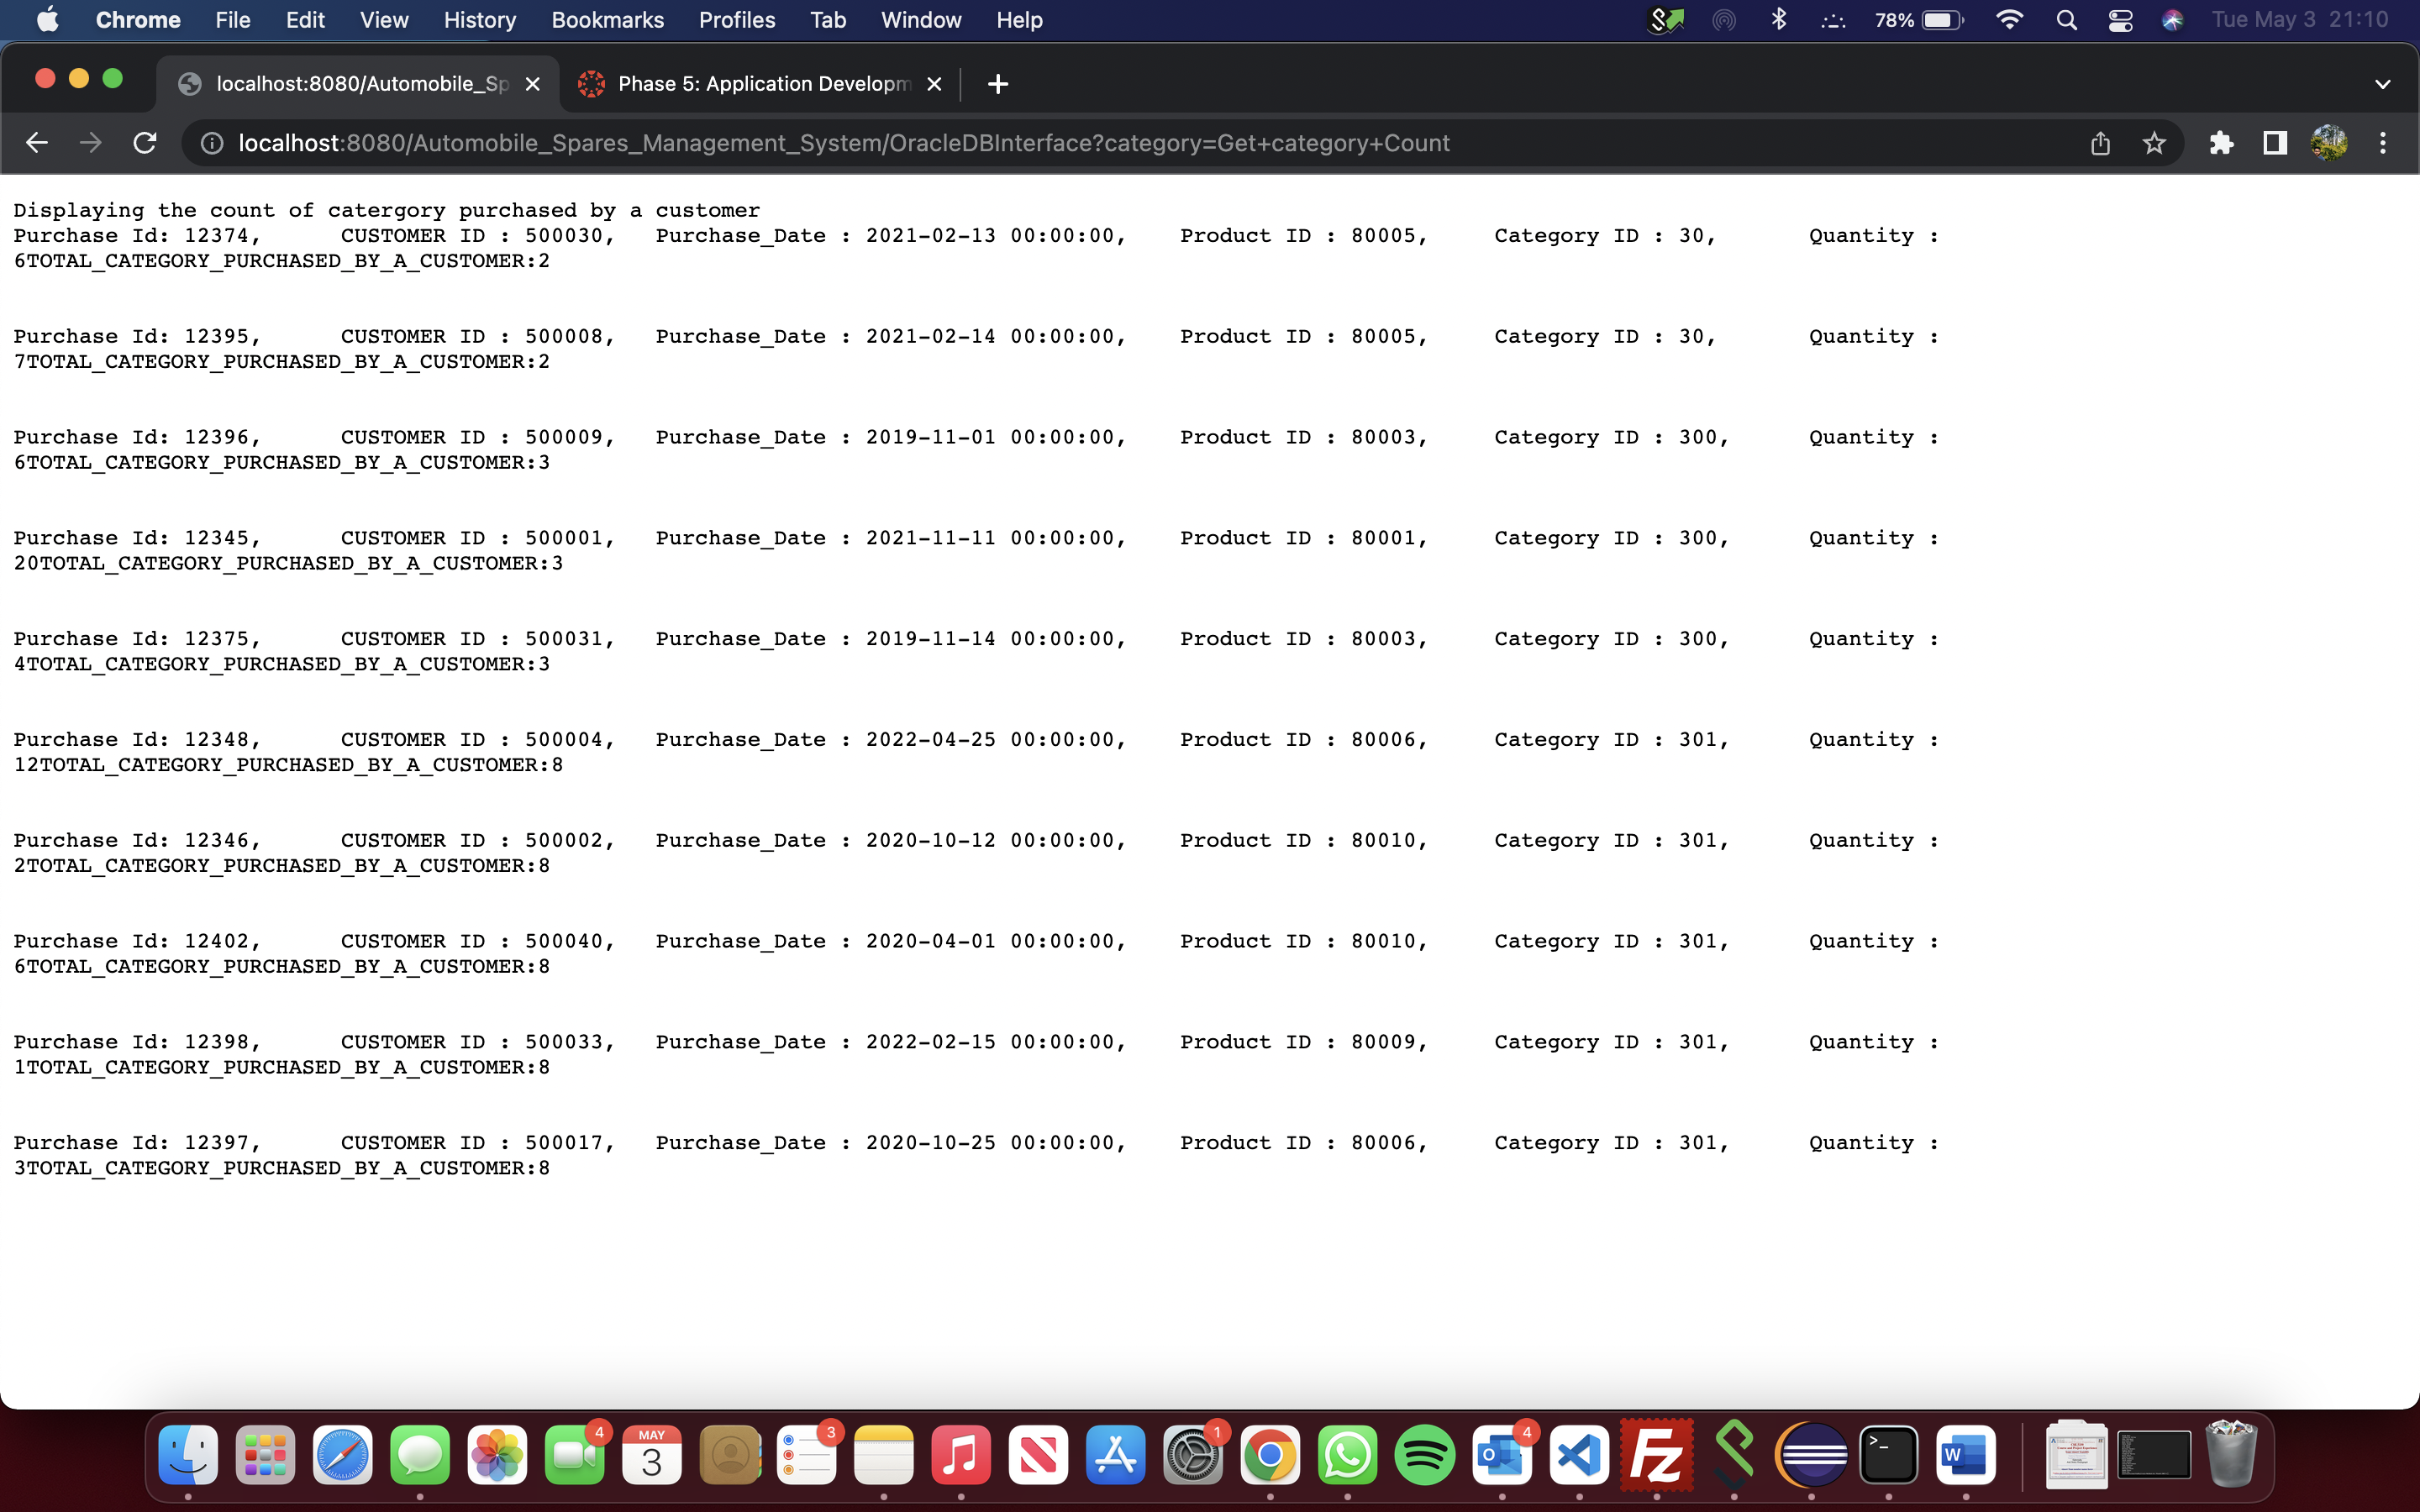 Chrome File Edit View History Bookmarks Profiles Tab Window Help 78% Tue May 3 21:10
localhost:8080/Automobile_Sp Phase 5: Application Developm
localhost:8080/Automobile_Spares_Management_System/OracleDBInterface?category=Get+category+Count
Displaying the count of catergory purchased by a customer
Purchase Id: 12374, CUSTOMER ID : 500030, Purchase_Date : 2021-02-13 00:00:00, Product ID : 80005, Category ID : 30, Quantity :
6TOTAL_CATEGORY_PURCHASED_BY_A_CUSTOMER:2
Purchase Id: 12395, CUSTOMER ID : 500008, Purchase_Date : 2021-02-14 00:00:00, Product ID : 80005, Category ID : 30, Quantity :
7TOTAL_CATEGORY_PURCHASED_BY_A_CUSTOMER:2
Purchase Id: 12396, CUSTOMER ID : 500009, Purchase_Date : 2019-11-01 00:00:00, Product ID : 80003, Category ID : 300, Quantity :
6TOTAL_CATEGORY_PURCHASED_BY_A_CUSTOMER:3
Purchase Id: 12345, CUSTOMER ID : 500001, Purchase_Date : 2021-11-11 00:00:00, Product ID : 80001, Category ID : 300, Quantity :
20TOTAL_CATEGORY_PURCHASED_BY_A_CUSTOMER:3
Purchase Id: 12375, CUSTOMER ID : 500031, Purchase_Date : 2019-11-14 00:00:00, Product ID : 80003, Category ID : 300, Quantity :
4TOTAL_CATEGORY_PURCHASED_BY_A_CUSTOMER:3
Purchase Id: 12348, CUSTOMER ID : 500004, Purchase_Date : 2022-04-25 00:00:00, Product ID : 80006, Category ID : 301, Quantity :
12TOTAL_CATEGORY_PURCHASED_BY_A_CUSTOMER:8
Purchase Id: 12346, CUSTOMER ID : 500002, Purchase_Date : 2020-10-12 00:00:00, Product ID : 80010, Category ID : 301, Quantity :
2TOTAL_CATEGORY_PURCHASED_BY_A_CUSTOMER:8
Purchase Id: 12402, CUSTOMER ID : 500040, Purchase_Date : 2020-04-01 00:00:00, Product ID : 80010, Category ID : 301, Quantity :
6TOTAL_CATEGORY_PURCHASED_BY_A_CUSTOMER:8
Purchase Id: 12398, CUSTOMER ID : 500033, Purchase_Date : 2022-02-15 00:00:00, Product ID : 80009, Category ID : 301, Quantity :
1TOTAL_CATEGORY_PURCHASED_BY_A_CUSTOMER:8
Purchase Id: 12397, CUSTOMER ID : 500017, Purchase_Date : 2020-10-25 00:00:00, Product ID : 80006, Category ID : 301, Quantity :
3TOTAL_CATEGORY_PURCHASED_BY_A_CUSTOMER:8
4 MAY 3 3 1 4